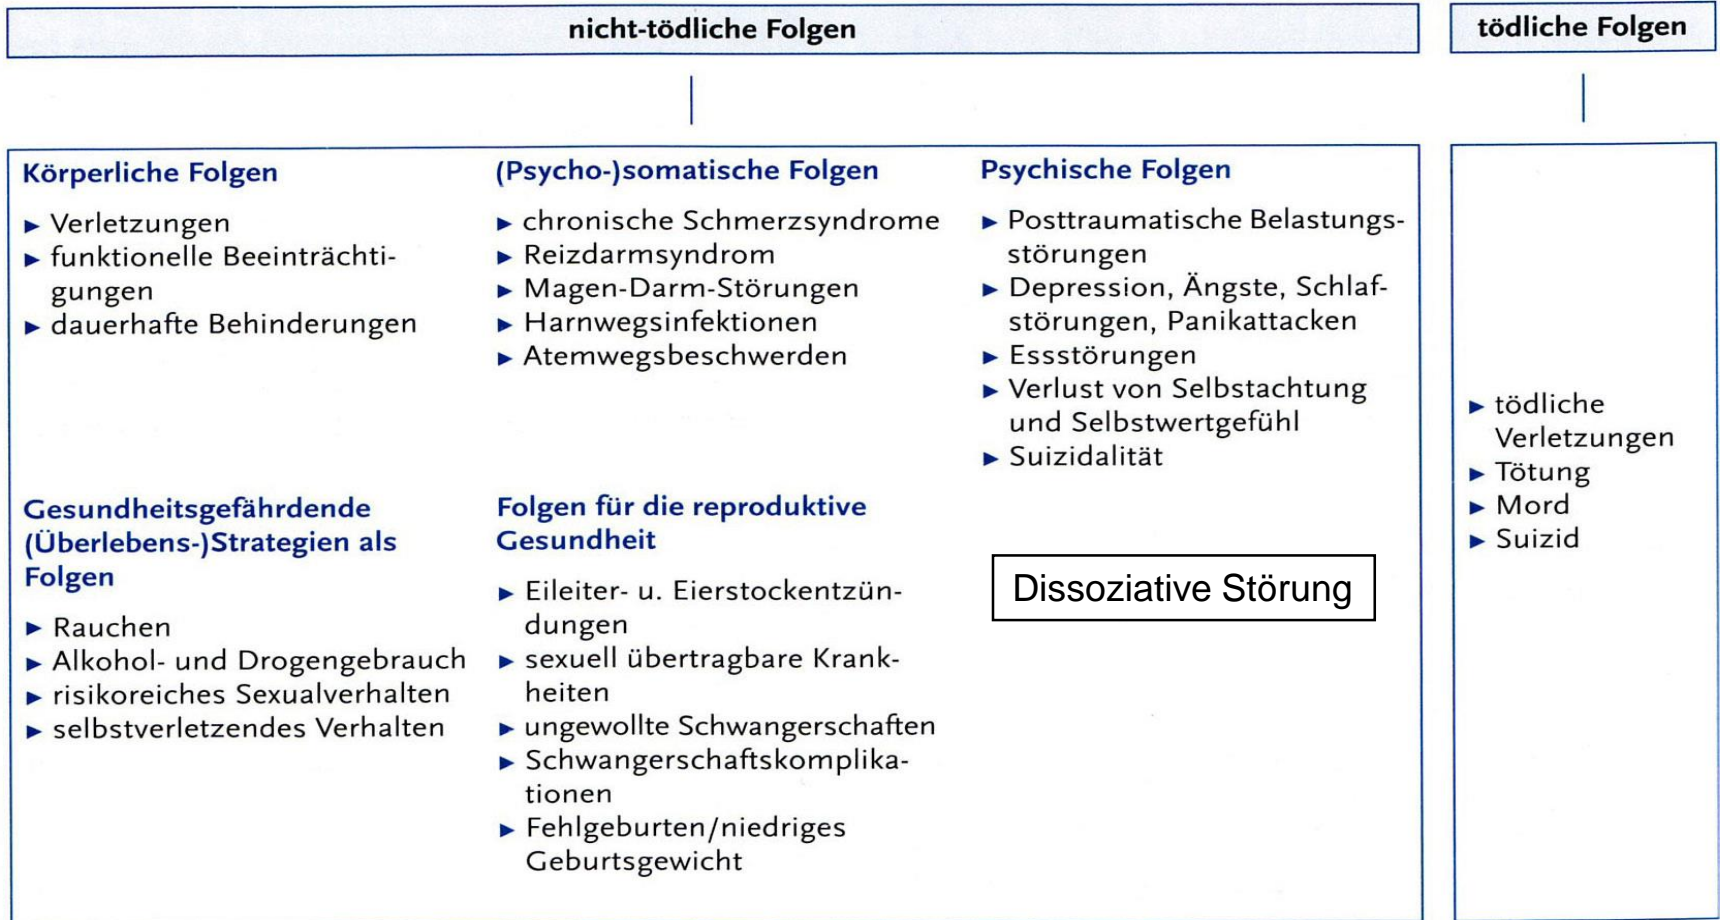 nicht-tödliche Folgen
tödliche Folgen
Körperliche Folgen
► Verletzungen
► funktionelle Beeinträchti-
gungen
► dauerhafte Behinderungen
(Psycho-)somatische Folgen
► chronische Schmerzsyndrome
► Reizdarmsyndrom
► Magen-Darm-Störungen
► Harnwegsinfektionen
► Atemwegsbeschwerden
Psychische Folgen
► Posttraumatische Belastungs-
störungen
► Depression, Ängste, Schlaf-
störungen, Panikattacken
► Essstörungen
► Verlust von Selbstachtung
und Selbstwertgefühl
► Suizidalität
Gesundheitsgefährdende
(Überlebens-)Strategien als
Folgen
► Rauchen
► Alkohol- und Drogengebrauch
► risikoreiches Sexualverhalten
► selbstverletzendes Verhalten
Folgen für die reproduktive
Gesundheit
► Eileiter- u. Eierstockentzün-
dungen
► sexuell übertragbare Krank-
heiten
► ungewollte Schwangerschaften
► Schwangerschaftskomplika-
tionen
► Fehlgeburten/niedriges
Geburtsgewicht
Dissoziative Störung
► tödliche
Verletzungen
► Tötung
► Mord
► Suizid